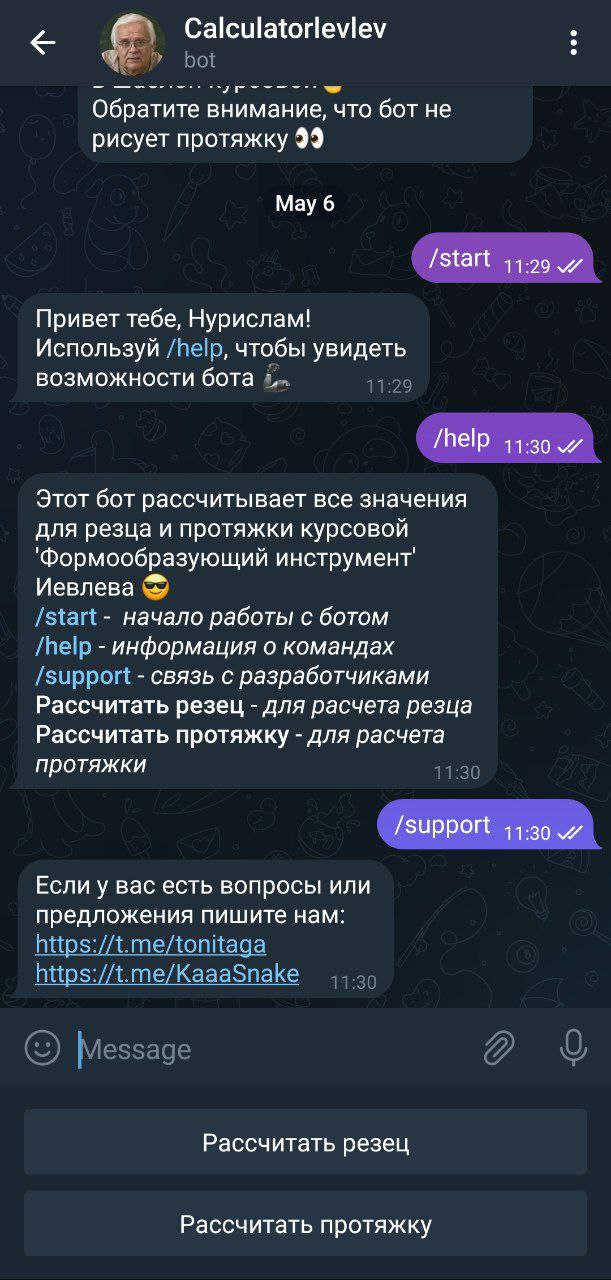 Calculatorlevlev
bot
В шаблон курсовой
Обратите внимание, что бот не
рисует протяжку 👀
May 6
/start 11:29
Привет тебе, Нурислам!
Используй /help, чтобы увидеть
возможности бота 🦾 11:29
/help 11:30
Этот бот рассчитывает все значения
для резца и протяжки курсовой
'Формообразующий инструмент'
Иевлева 😎
/start - начало работы с ботом
/help - информация о командах
/support - связь с разработчиками
Рассчитать резец - для расчета резца
Рассчитать протяжку - для расчета
протяжки 11:30
/support 11:30
Если у вас есть вопросы или
предложения пишите нам:
https://t.me/tonitaga
https://t.me/KaaaSnake 11:30
Message
Рассчитать резец
Рассчитать протяжку